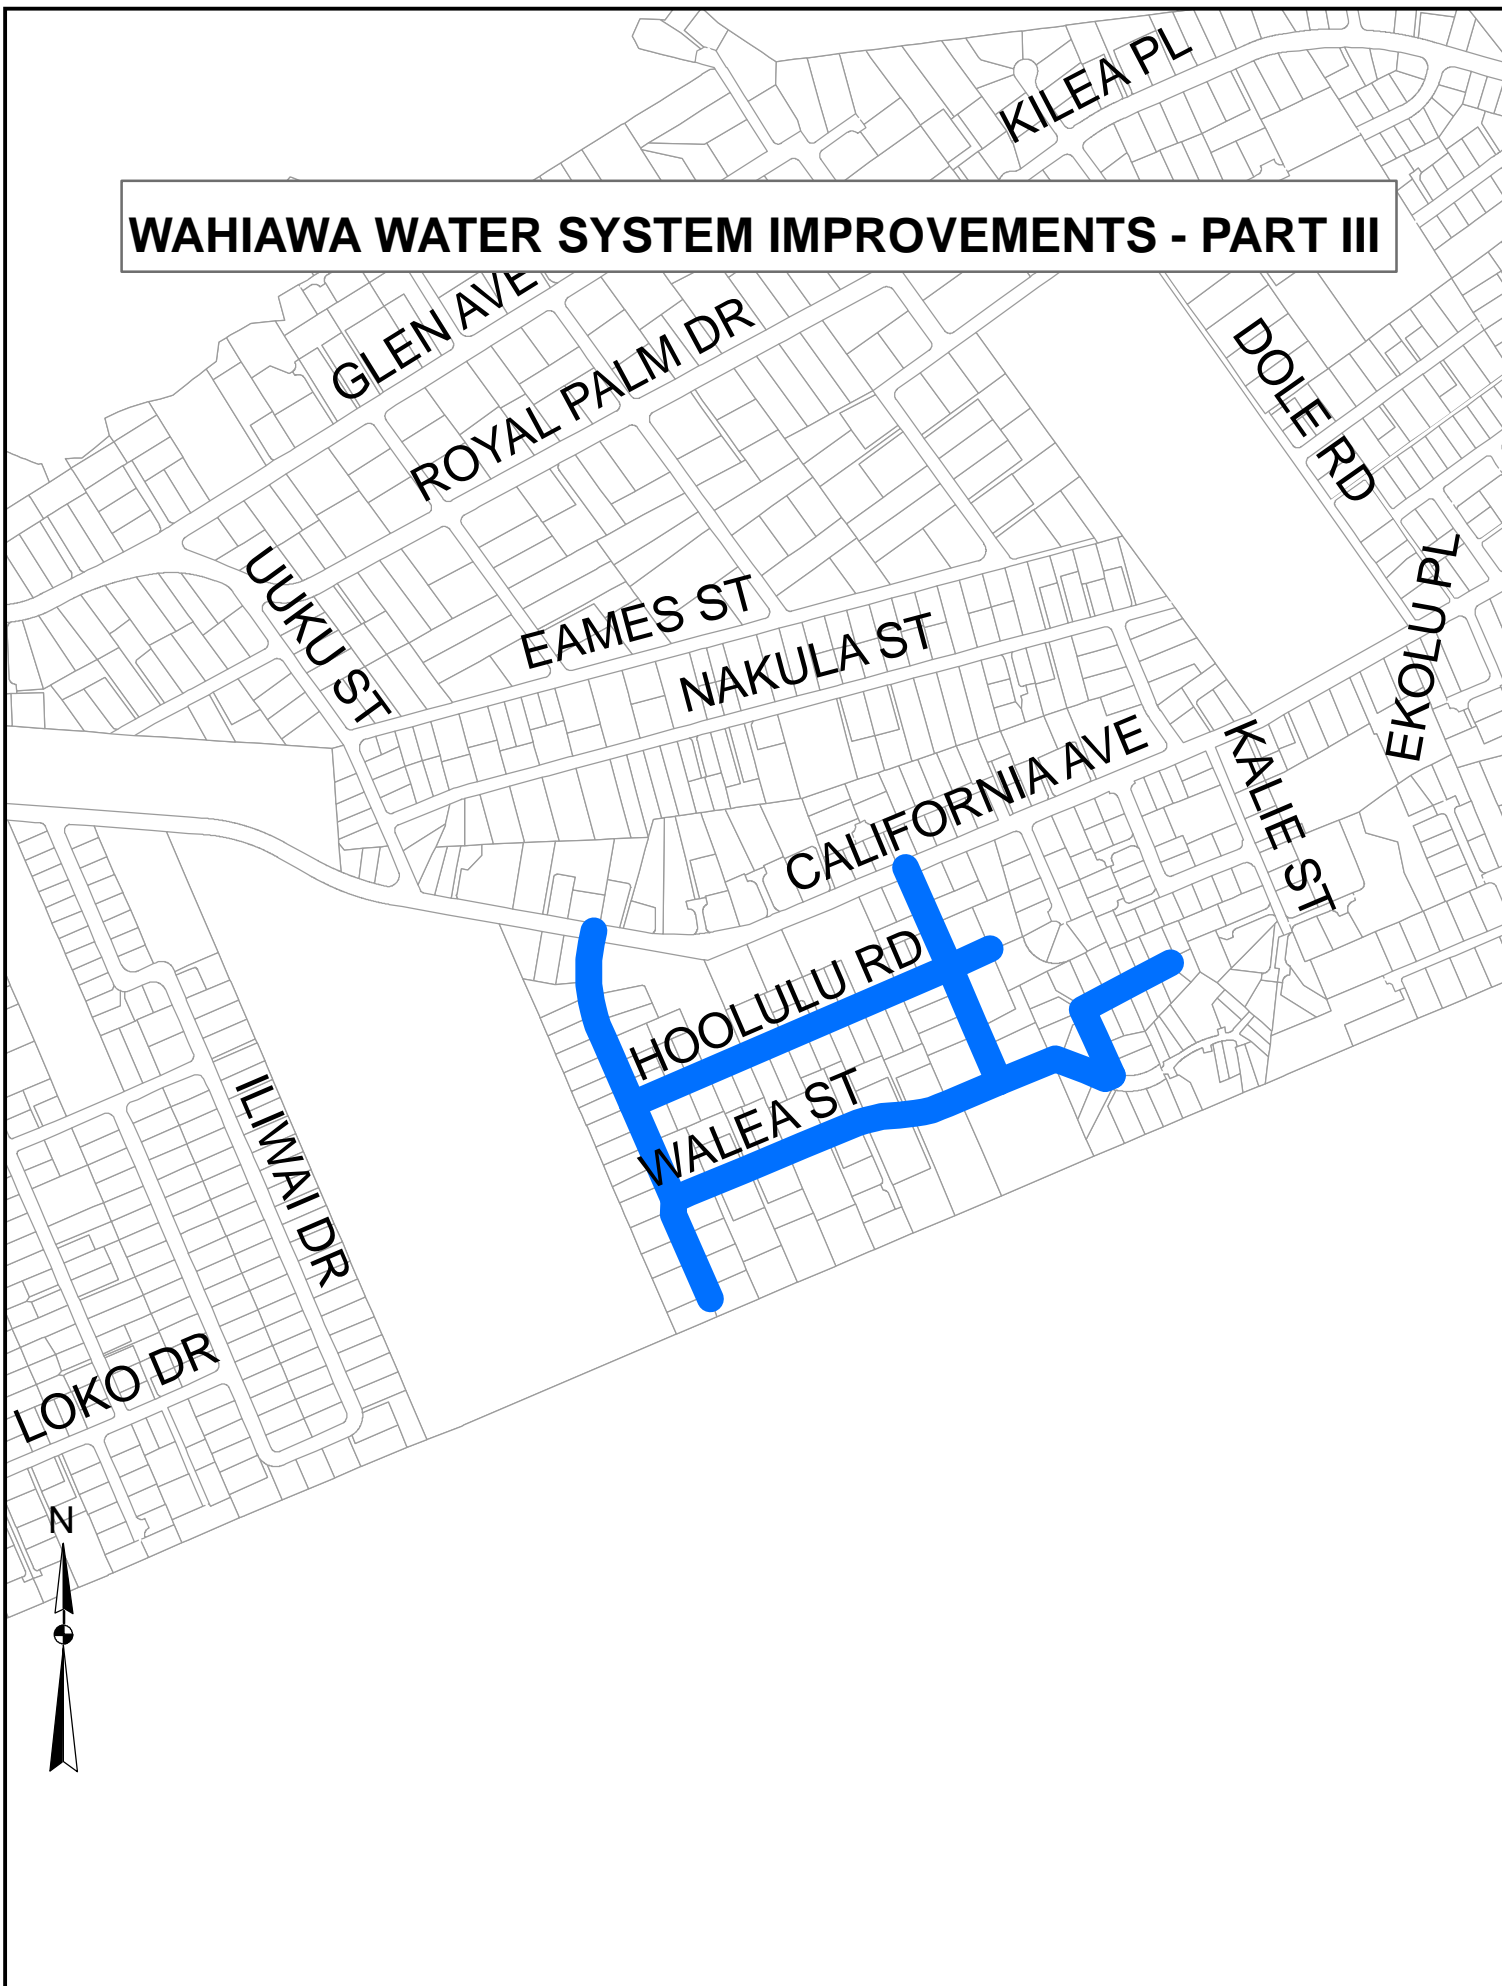 KILEA PL
WAHIAWA WATER SYSTEM IMPROVEMENTS - PART III
GLEN AVE
ROYAL PALM DR
DOLE RD
UUKU ST
EAMES ST
NAKULA ST
EKOLU PL
CALIFORNIA AVE
KALIE ST
HOOLULU RD
WALEA ST
ILIWAI DR
LOKO DR
N